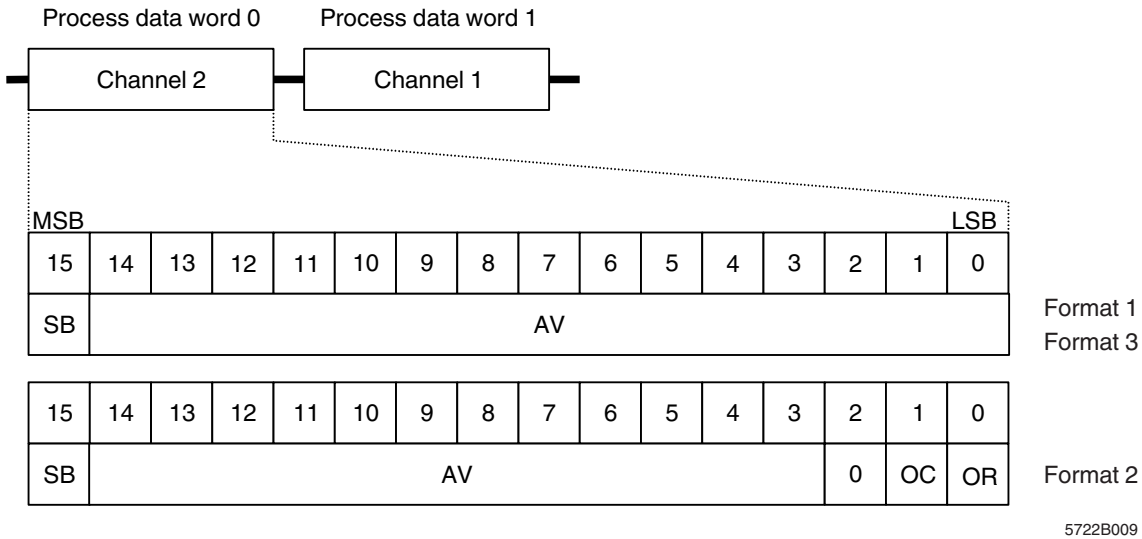 Process data word 0 Process data word 1
Channel 2 Channel 1
MSB LSB
15 14 13 12 11 10 9 8 7 6 5 4 3 2 1 0
SB AV
Format 1
Format 3
15 14 13 12 11 10 9 8 7 6 5 4 3 2 1 0
SB AV 0 OC OR Format 2
5722B009